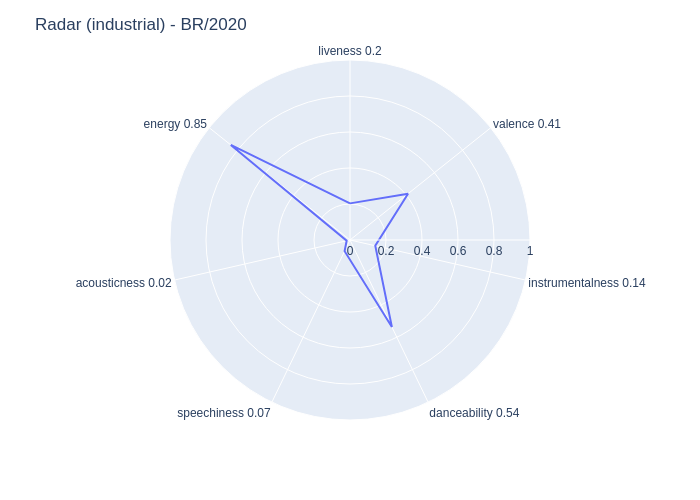 Radar (industrial) - BR/2020
liveness 0.2
energy 0.85
valence 0.41
0 0.2 0.4 0.6 0.8 1
acousticness 0.02
instrumentalness 0.14
speechiness 0.07
danceability 0.54